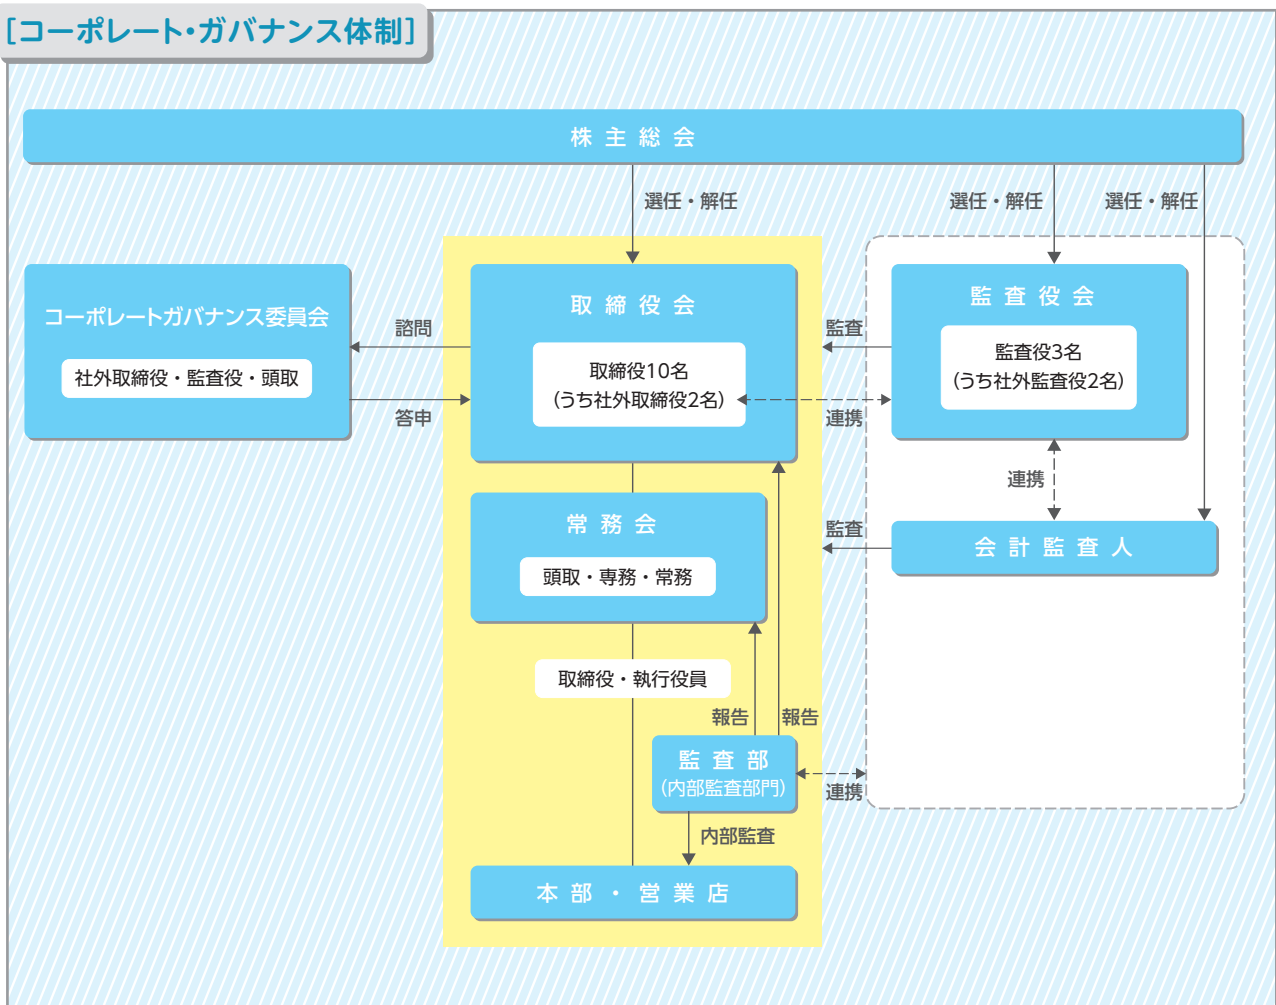 [コーポレート・ガバナンス体制]
株主総会
選任・解任
選任・解任
選任・解任
コーポレートガバナンス委員会
社外取締役・監査役・頭取
諮問
答申
取締役会
取締役10名
(うち社外取締役2名)
監査
連携
監査役会
監査役3名
(うち社外監査役2名)
連携
常務会
頭取・専務・常務
監査
会計監査人
取締役・執行役員
報告
報告
監査部
(内部監査部門)
連携
内部監査
本部・営業店